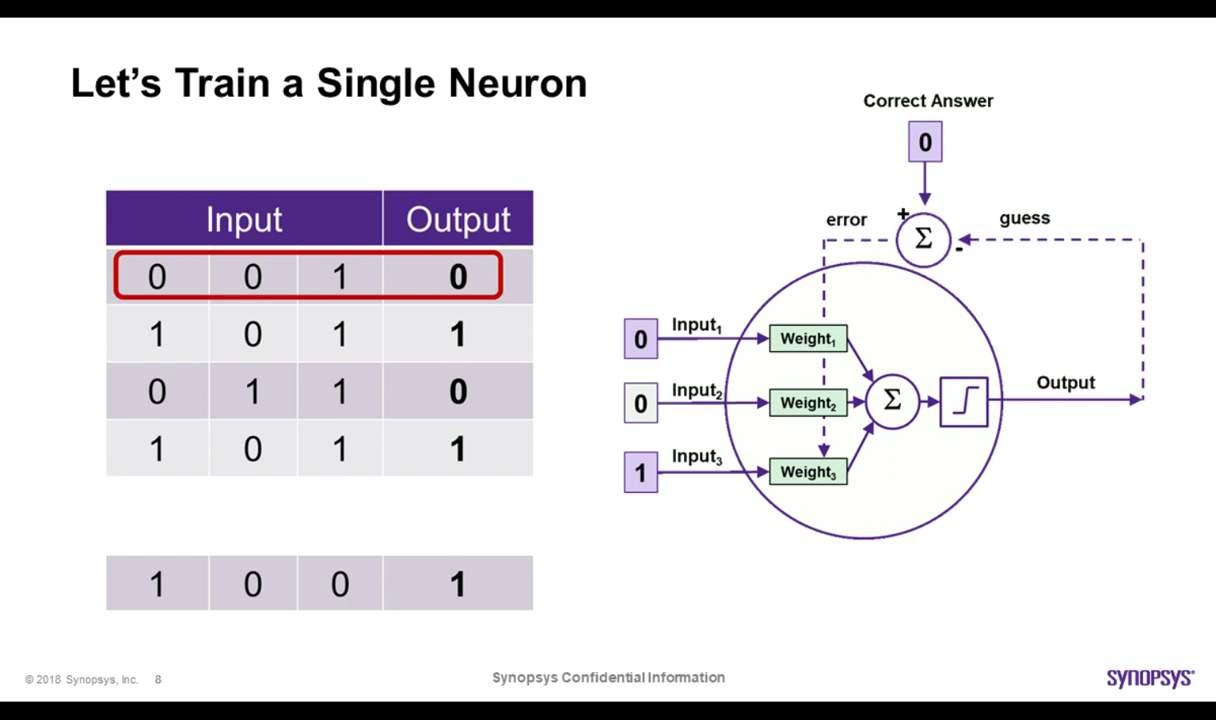 Let's Train a Single Neuron
Input Output
0 0 1 0
1 0 1 1
0 1 1 0
1 0 1 1
1 0 0 1
Correct Answer
0
error + Σ - guess
0 Input₁ Weight₁
0 Input₂ Weight₂ Σ Output
1 Input₃ Weight₃
© 2018 Synopsys, Inc. 8
Synopsys Confidential Information
SYNOPSYS®